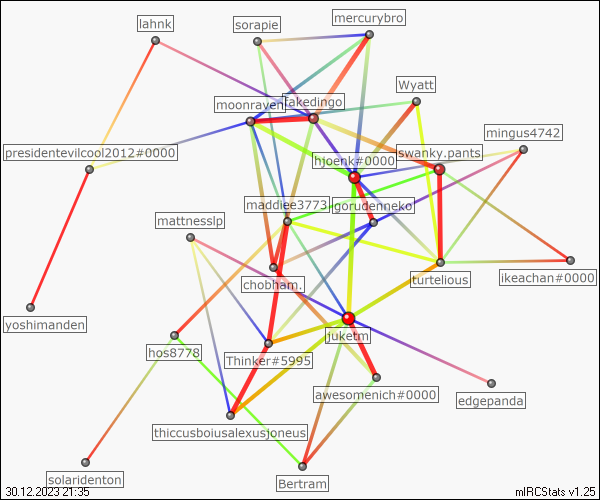 lahnk
sorapie
mercurybro
Wyatt
moonraven
takedingo
mingus4742
presidentevilcool2012#0000
hjoenk#0000
swanky.pants
maddiee3773
gorudenneko
mattnesslp
chobham.
turtelious
ikeachan#0000
yoshimanden
juketm
hos8778
Thinker#5995
awesomenich#0000
edgepanda
thiccusboiusalexusjoneus
solaridenton
Bertram
30.12.2023 21:35
mIRCStats v1.25